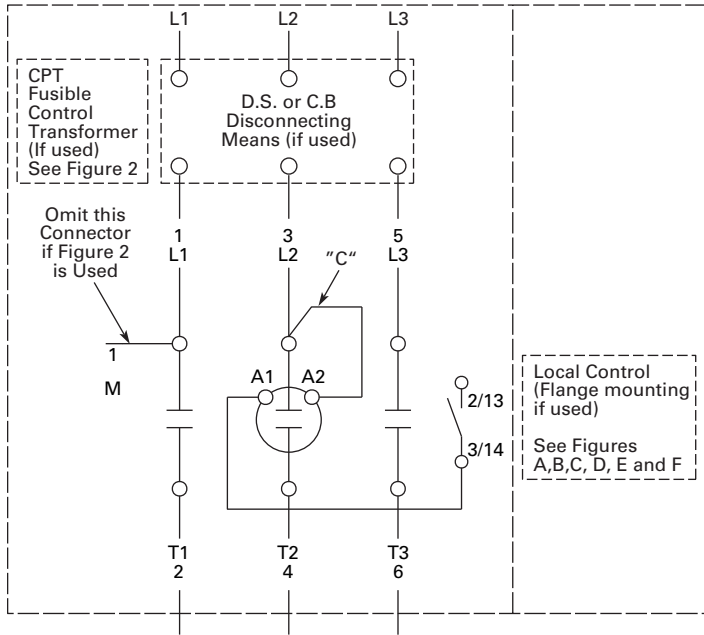 L1 L2 L3
CPT
Fusible
Control
Transformer
(If used)
See Figure 2
D.S. or C.B
Disconnecting
Means (if used)
Omit this
Connector
if Figure 2
is Used
1 3 5
L1 L2 L3
"C"
1
M
A1 A2
2/13
3/14
Local Control
(Flange mounting
if used)
See Figures
A,B,C, D, E and F
T1 T2 T3
2 4 6